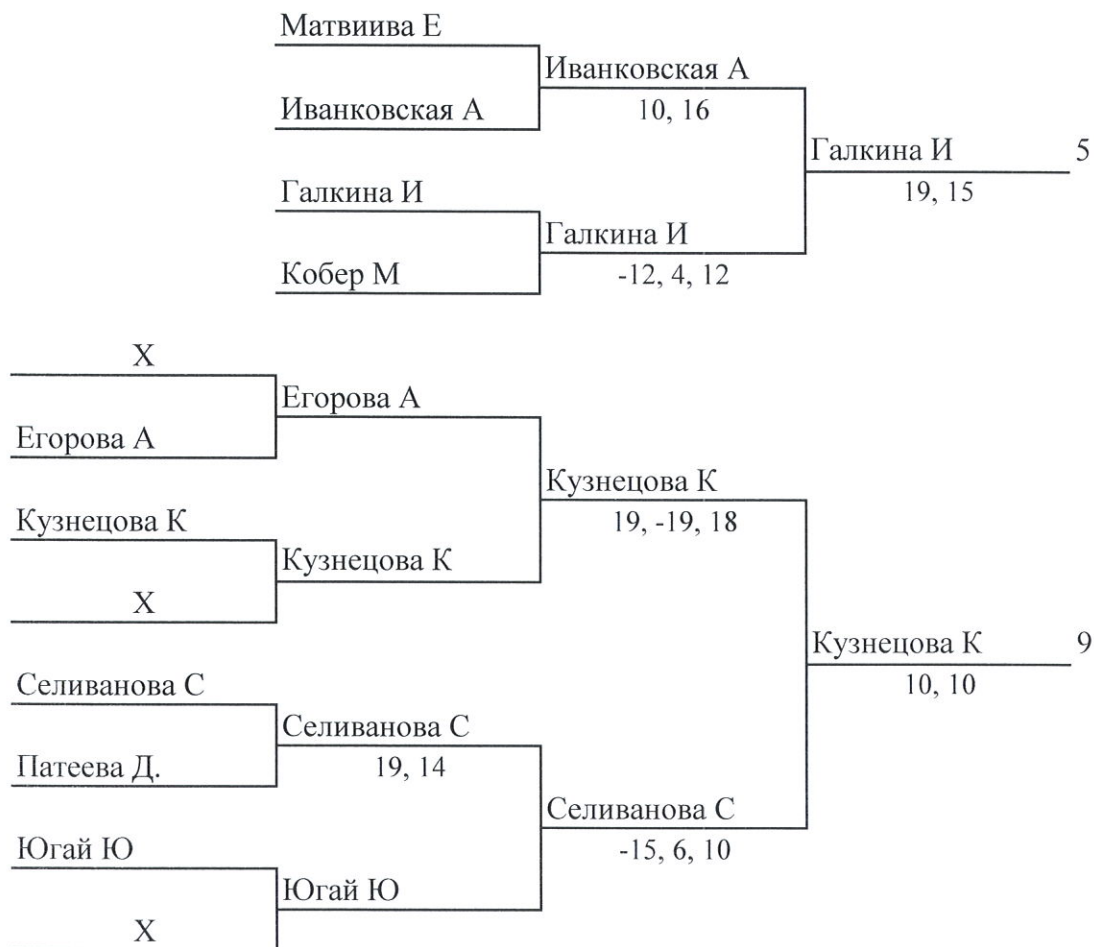 Матвиива Е
Иванковская А
Иванковская А
10, 16
Галкина И 5
19, 15
Галкина И
Галкина И
Кобер М
-12, 4, 12
X
Егорова А
Егорова А
Кузнецова К
19, -19, 18
Кузнецова К
Кузнецова К
X
Кузнецова К 9
10, 10
Селиванова С
Селиванова С
Патеева Д.
19, 14
Селиванова С
-15, 6, 10
Югай Ю
Югай Ю
X